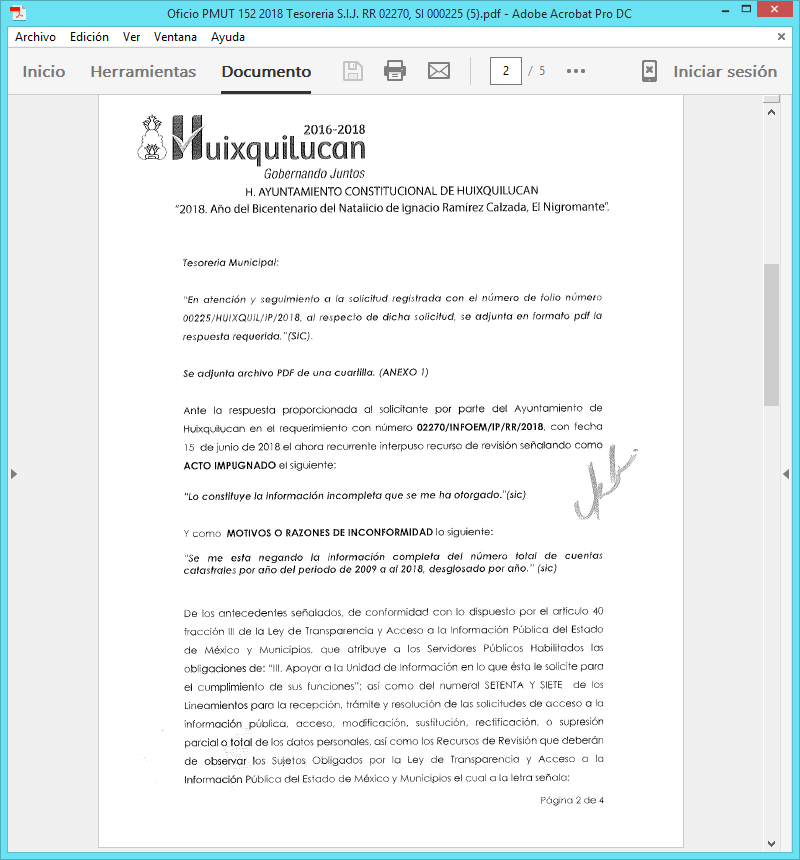 Oficio PMUT 152 2018 Tesoreria S.I.J. RR 02270, SI 000225 (5).pdf - Adobe Acrobat Pro DC
Archivo Edición Ver Ventana Ayuda
Inicio Herramientas Documento 2 / 5 Iniciar sesión
2016-2018
Huixquilucan
Gobernando Juntos
H. AYUNTAMIENTO CONSTITUCIONAL DE HUIXQUILUCAN
"2018. Año del Bicentenario del Natalicio de Ignacio Ramírez Calzada, El Nigromante".
Tesoreria Municipal:
"En atención y seguimiento a la solicitud registrada con el número de folio número
00225/HUIXQUIL/IP/2018, al respecto de dicha solicitud, se adjunta en formato pdf la
respuesta requerida."(SIC).
Se adjunta archivo PDF de una cuartilla. (ANEXO 1)
Ante la respuesta proporcionada al solicitante por parte del Ayuntamiento de
Huixquilucan en el requerimiento con número 02270/INFOEM/IP/RR/2018, con fecha
15 de junio de 2018 el ahora recurrente interpuso recurso de revisión señalando como
ACTO IMPUGNADO el siguiente:
"Lo constituye la información incompleta que se me ha otorgado."(sic)
Y como MOTIVOS O RAZONES DE INCONFORMIDAD lo siguiente:
"Se me esta negando la información completa del número total de cuentas
catastrales por año del periodo de 2009 a al 2018, desglosado por año." (sic)
De los antecedentes señalados, de conformidad con lo dispuesto por el articulo 40
fracción III de la Ley de Transparencia y Acceso a la Información Pública del Estado
de México y Municipios, que atribuye a los Servidores Públicos Habilitados las
obligaciones de: "III. Apoyar a la Unidad de Información en lo que ésta le solicite para
el cumplimiento de sus funciones"; así como del numeral SETENTA Y SIETE de los
Lineamientos para la recepción, trámite y resolución de las solicitudes de acceso a la
información pública, acceso, modificación, sustitución, rectificación, o supresión
parcial o total de los datos personales, así como los Recursos de Revisión que deberán
de observar los Sujetos Obligados por la Ley de Transparencia y Acceso a la
Información Pública del Estado de México y Municipios el cual a la letra señala:
Página 2 de 4